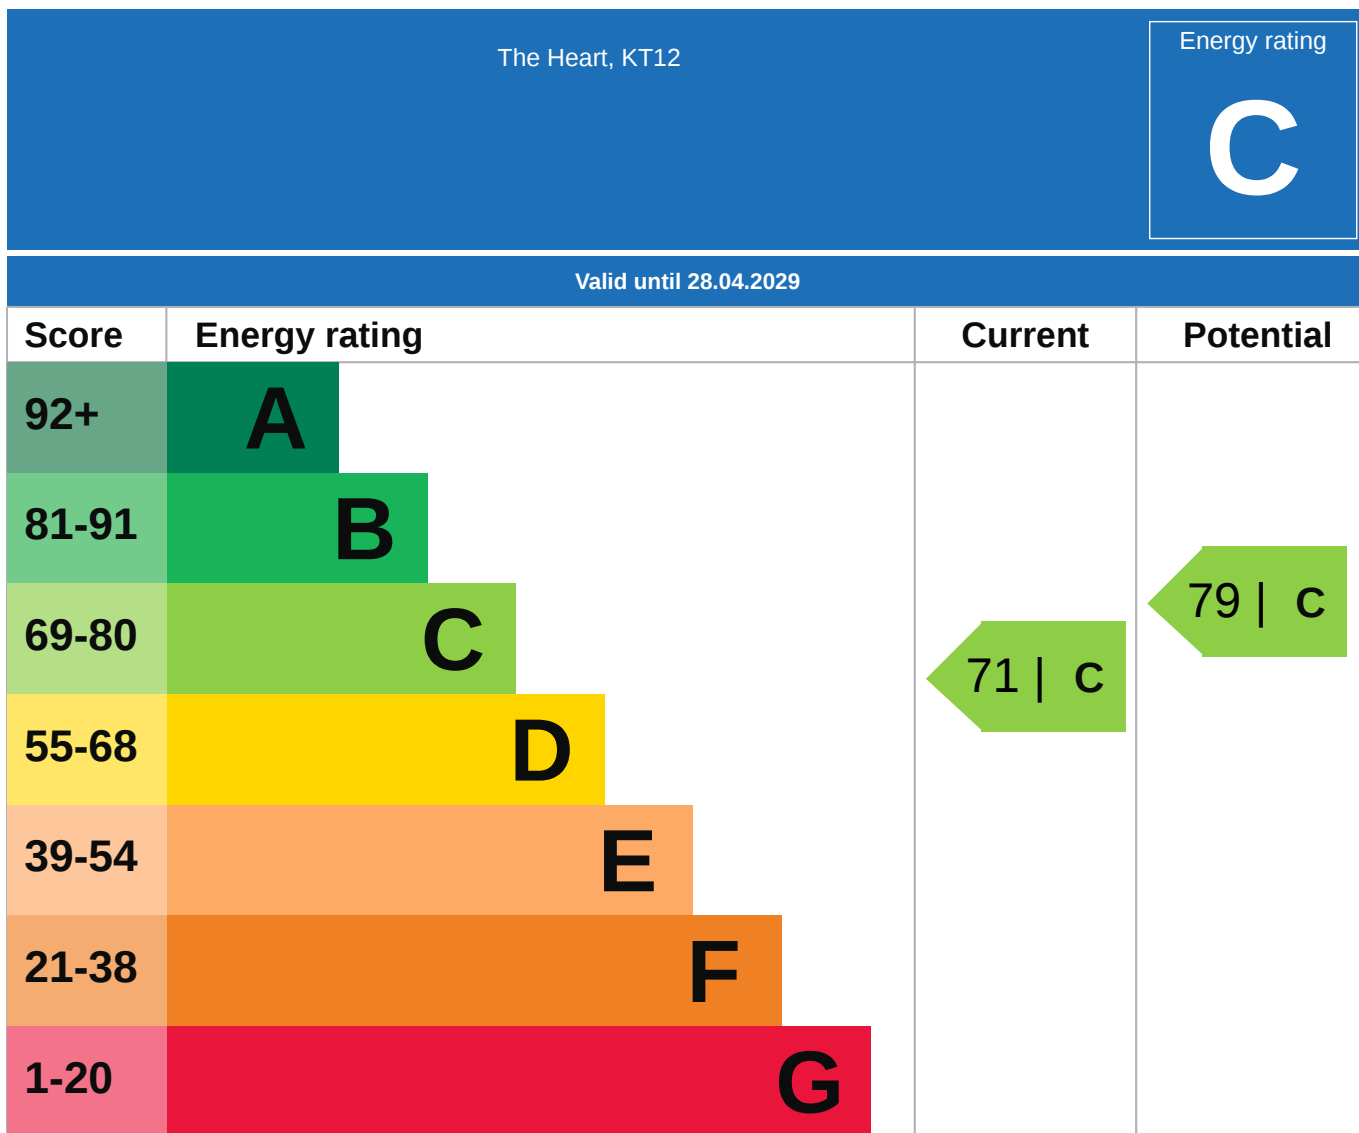 The Heart, KT12
Energy rating
C
Valid until 28.04.2029
Score Energy rating Current Potential
92+ A
81-91 B
69-80 C
55-68 D
39-54 E
21-38 F
1-20 G
71 | C
79 | C